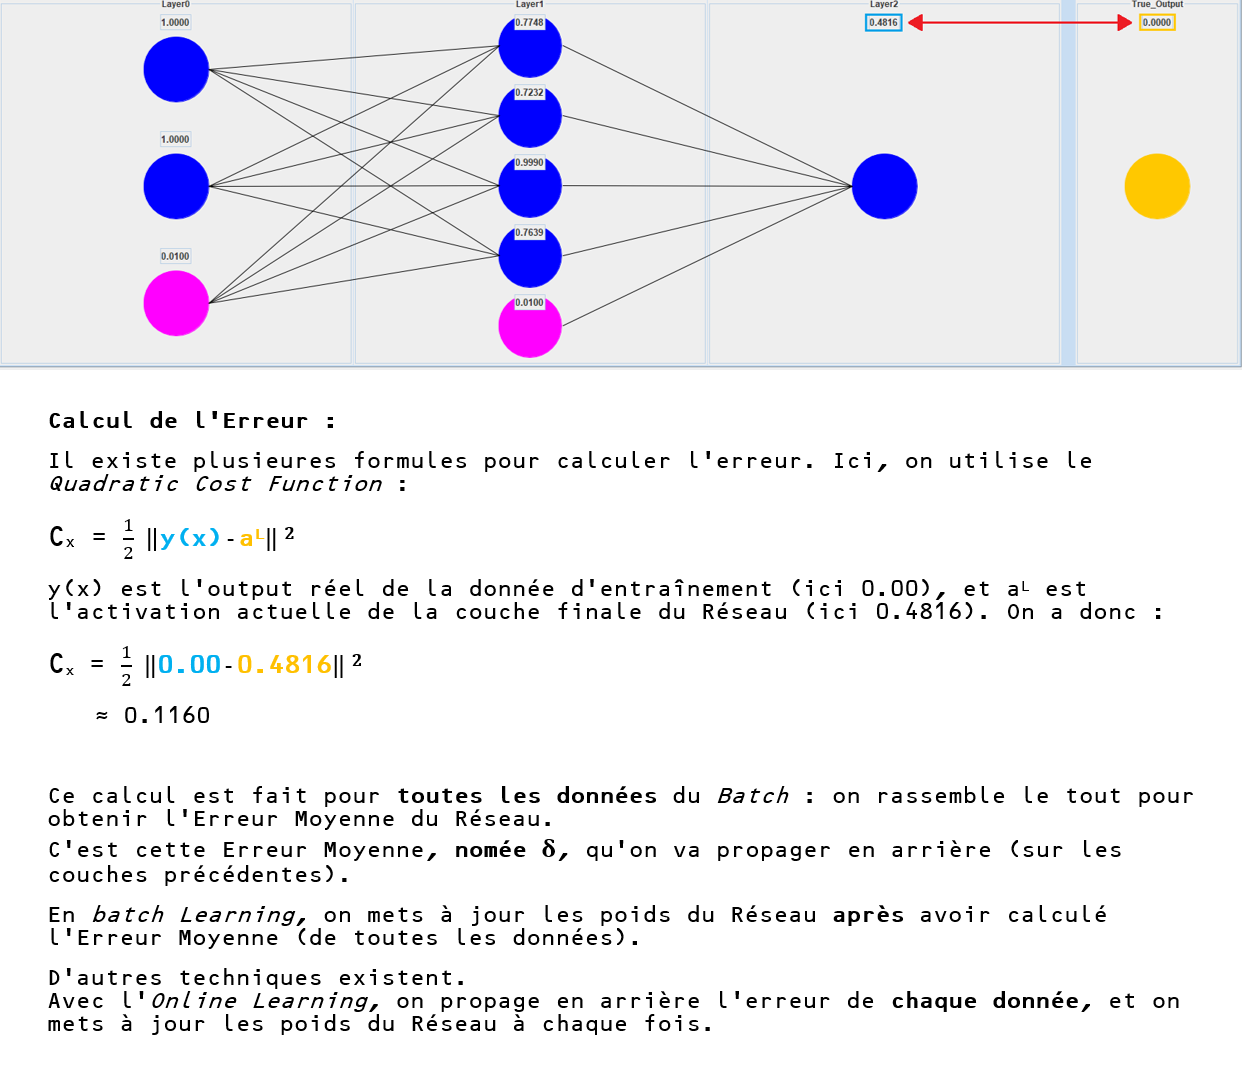 Layer0
Layer1
Layer2
True_Output
1.0000
0.7748
0.4816
0.0000
0.7232
1.0000
0.9990
0.7639
0.0100
0.0100
Calcul de l'Erreur :
Il existe plusieures formules pour calculer l'erreur. Ici, on utilise le
Quadratic Cost Function :
Cₓ = 1/2 ‖y(x)-aᴸ‖ ²
y(x) est l'output réel de la donnée d'entraînement (ici 0.00), et aᴸ est
l'activation actuelle de la couche finale du Réseau (ici 0.4816). On a donc :
Cₓ = 1/2 ‖0.00-0.4816‖ ²
≈ 0.1160
Ce calcul est fait pour toutes les données du Batch : on rassemble le tout pour
obtenir l'Erreur Moyenne du Réseau.
C'est cette Erreur Moyenne, nomée δ, qu'on va propager en arrière (sur les
couches précédentes).
En batch Learning, on mets à jour les poids du Réseau après avoir calculé
l'Erreur Moyenne (de toutes les données).
D'autres techniques existent.
Avec l'Online Learning, on propage en arrière l'erreur de chaque donnée, et on
mets à jour les poids du Réseau à chaque fois.